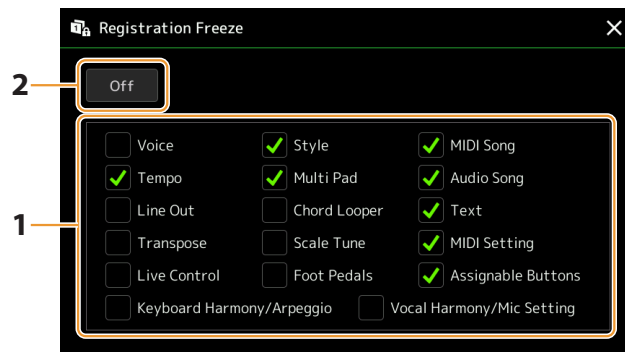 Registration Freeze
2
Off
Voice Style MIDI Song
Tempo Multi Pad Audio Song
1
Line Out Chord Looper Text
Transpose Scale Tune MIDI Setting
Live Control Foot Pedals Assignable Buttons
Keyboard Harmony/Arpeggio Vocal Harmony/Mic Setting